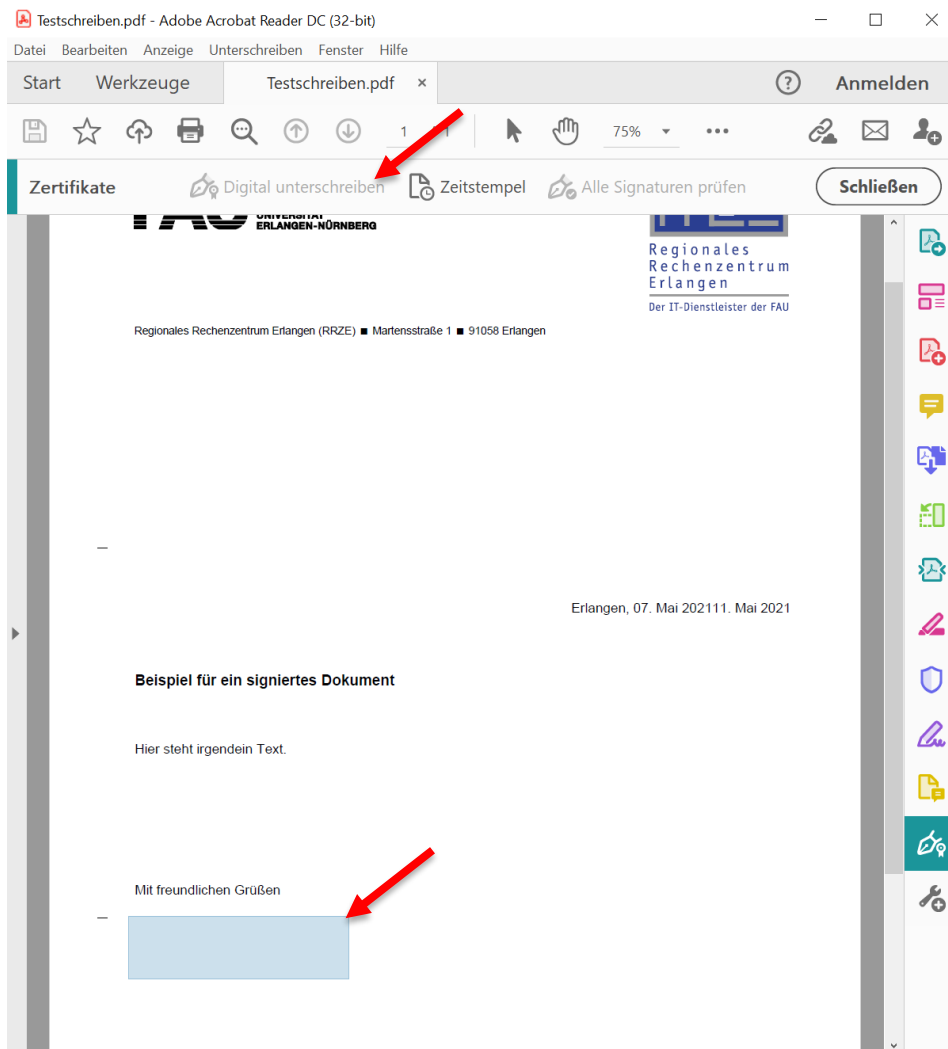 Testschreiben.pdf - Adobe Acrobat Reader DC (32-bit)
Datei Bearbeiten Anzeige Unterschreiben Fenster Hilfe
Start Werkzeuge Testschreiben.pdf × ? Anmelden
1 75%
Zertifikate Digital unterschreiben Zeitstempel Alle Signaturen prüfen Schließen
ERLANGEN-NÜRNBERG
Regionales
Rechenzentrum
Erlangen
Der IT-Dienstleister der FAU
Regionales Rechenzentrum Erlangen (RRZE) ■ Martensstraße 1 ■ 91058 Erlangen
Erlangen, 07. Mai 202111. Mai 2021
Beispiel für ein signiertes Dokument
Hier steht irgendein Text.
Mit freundlichen Grüßen